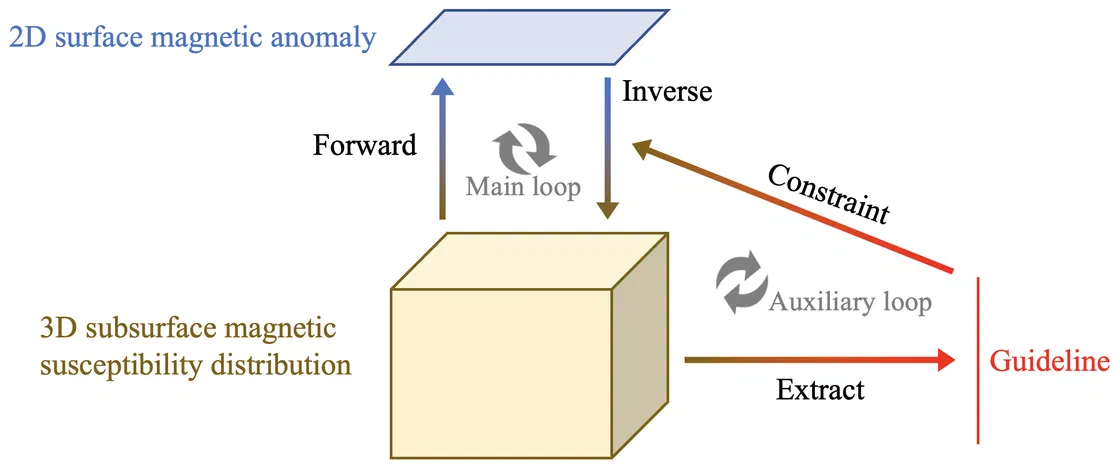 2D surface magnetic anomaly
Inverse
Forward
Main loop
Constraint
Auxiliary loop
3D subsurface magnetic
susceptibility distribution
Guideline
Extract